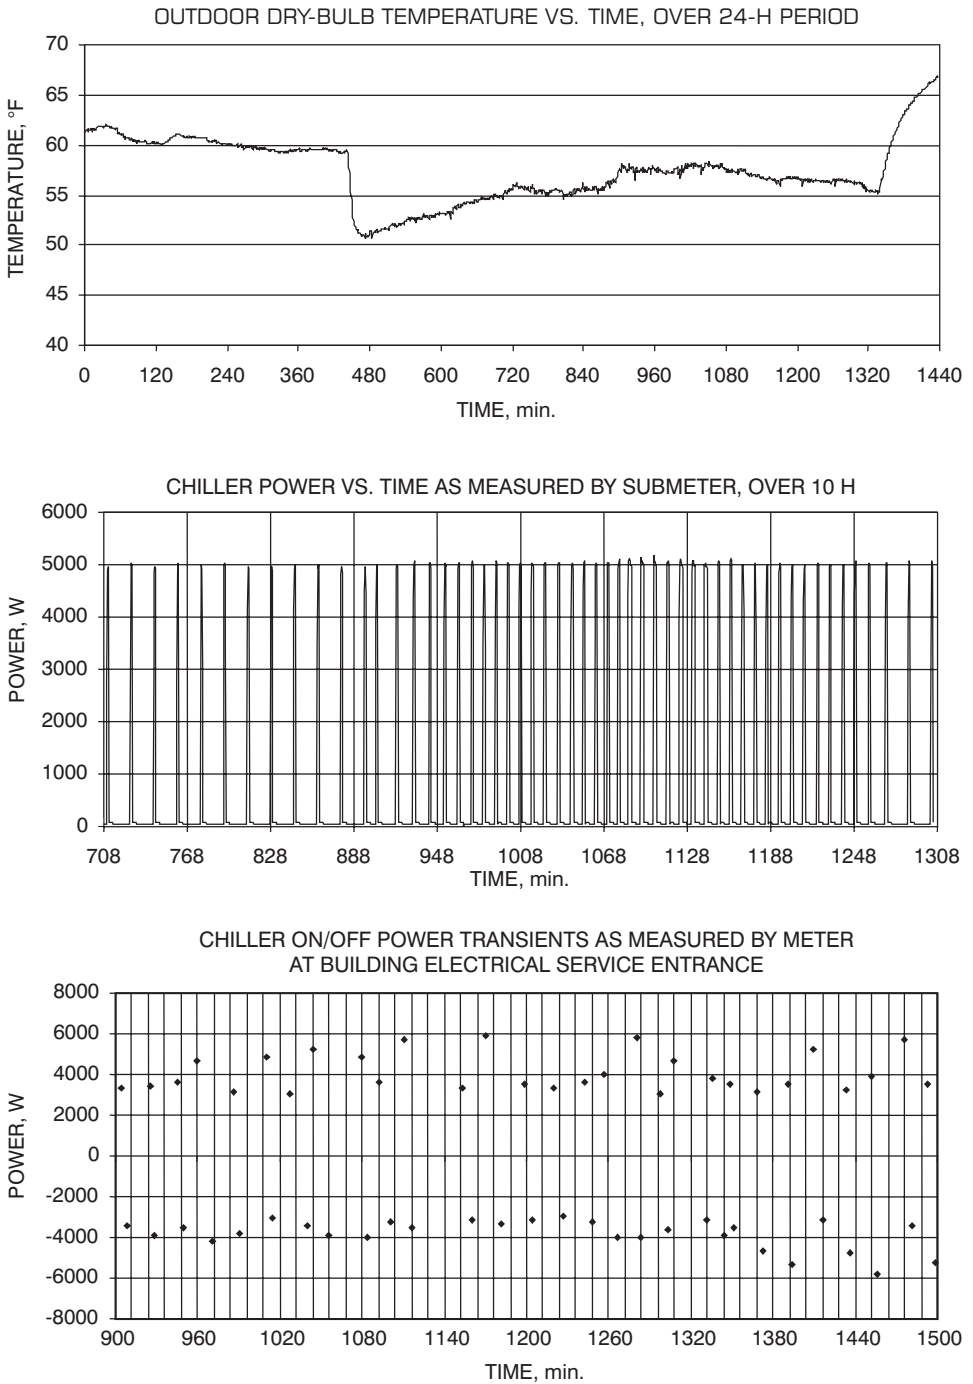 OUTDOOR DRY-BULB TEMPERATURE VS. TIME, OVER 24-H PERIOD
70
65
60
55
50
45
40
TEMPERATURE, °F
0 120 240 360 480 600 720 840 960 1080 1200 1320 1440
TIME, min.
CHILLER POWER VS. TIME AS MEASURED BY SUBMETER, OVER 10 H
6000
5000
4000
3000
2000
1000
0
POWER, W
708 768 828 888 948 1008 1068 1128 1188 1248 1308
TIME, min.
CHILLER ON/OFF POWER TRANSIENTS AS MEASURED BY METER
AT BUILDING ELECTRICAL SERVICE ENTRANCE
8000
6000
4000
2000
0
-2000
-4000
-6000
-8000
POWER, W
900 960 1020 1080 1140 1200 1260 1320 1380 1440 1500
TIME, min.